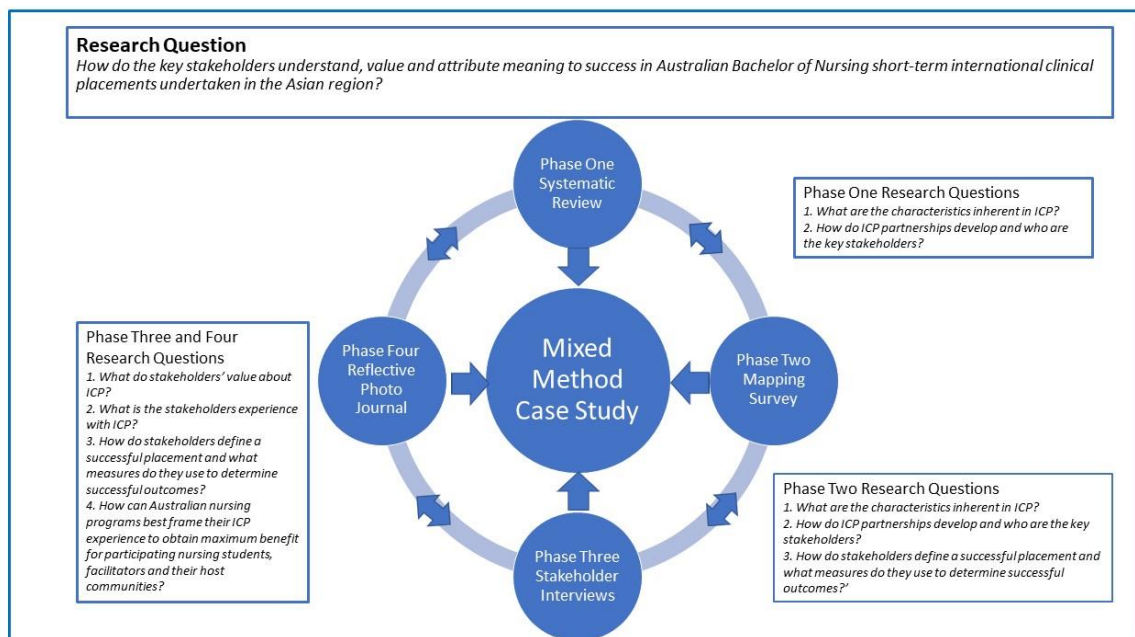 Research Question
How do the key stakeholders understand, value and attribute meaning to success in Australian Bachelor of Nursing short-term international clinical
placements undertaken in the Asian region?
Phase One
Systematic
Review
Phase One Research Questions
1. What are the characteristics inherent in ICP?
2. How do ICP partnerships develop and who are
the key stakeholders?
Phase Three and Four
Research Questions
1. What do stakeholders' value about
ICP?
2. What is the stakeholders experience
with ICP?
3. How do stakeholders define a
successful placement and what
measures do they use to determine
successful outcomes?
4. How can Australian nursing
programs best frame their ICP
experience to obtain maximum benefit
for participating nursing students,
facilitators and their host
communities?
Phase Four
Reflective
Photo
Journal
Mixed
Method
Case Study
Phase Two
Mapping
Survey
Phase Three
Stakeholder
Interviews
Phase Two Research Questions
1. What are the characteristics inherent in ICP?
2. How do ICP partnerships develop and who are the key
stakeholders?
3. How do stakeholders define a successful placement and
what measures do they use to determine successful
outcomes?'